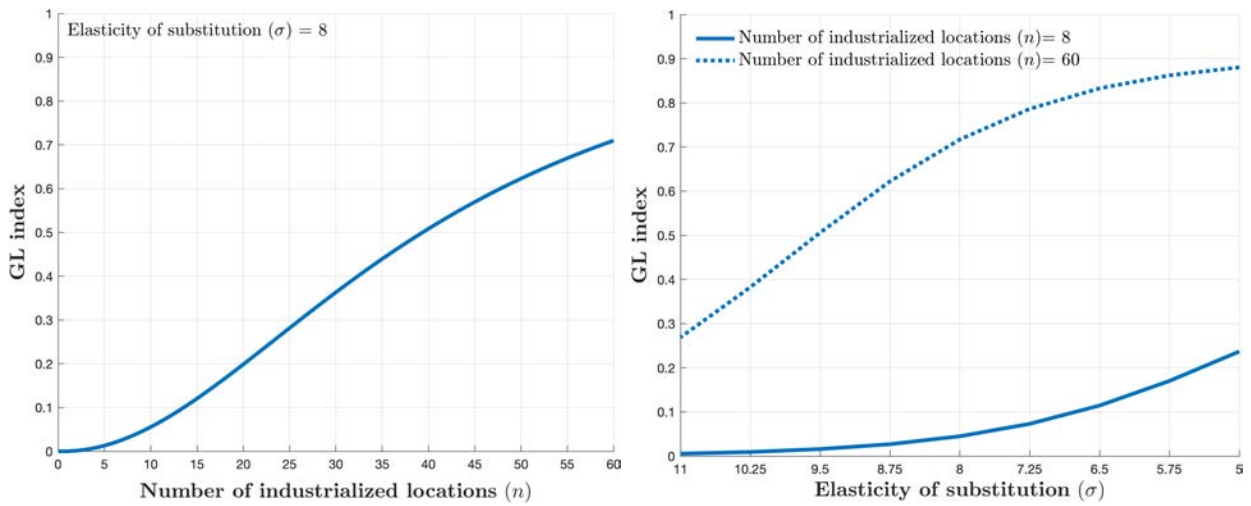 Elasticity of substitution (σ) = 8
1
0.9
0.8
0.7
0.6
0.5
0.4
0.3
0.2
0.1
0
GL index
0 5 10 15 20 25 30 35 40 45 50 55 60
Number of industrialized locations (n)
Number of industrialized locations (n)= 8
Number of industrialized locations (n)= 60
1
0.9
0.8
0.7
0.6
0.5
0.4
0.3
0.2
0.1
0
GL index
11 10.25 9.5 8.75 8 7.25 6.5 5.75 5
Elasticity of substitution (σ)